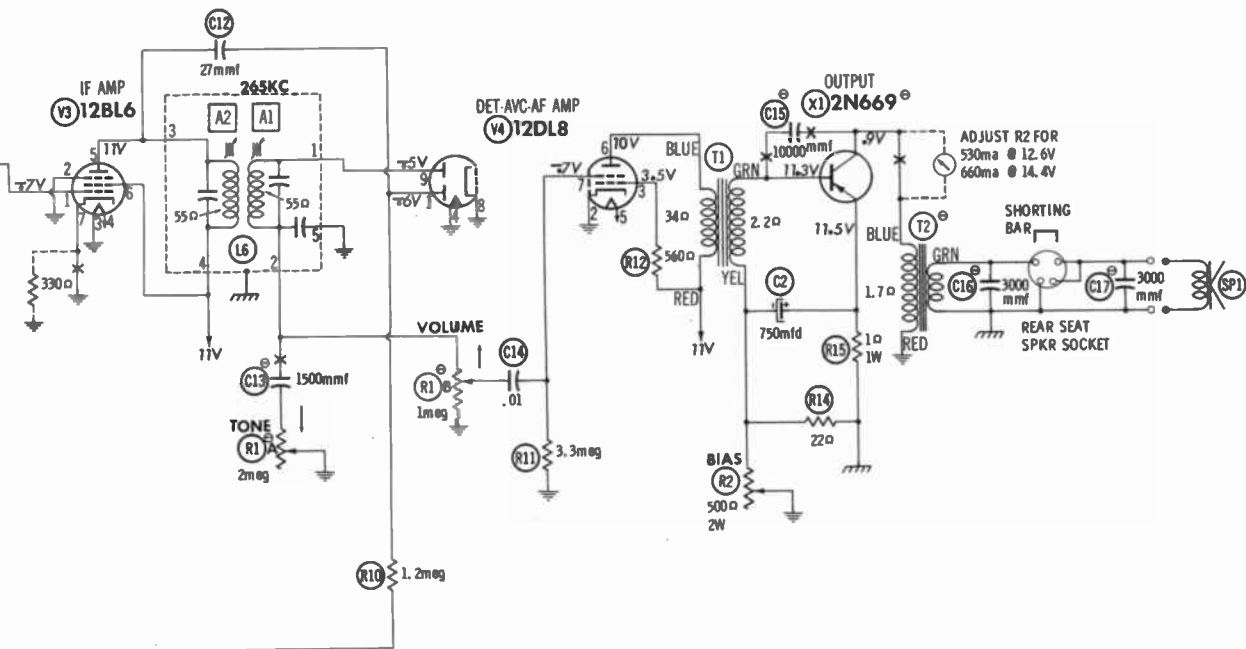 C12
27mmf
IF AMP
V3 12BL6
265KC
A2 A1
3
11V
5
2
1
6
7
3
4
-.7V
1
55Ω
55Ω
5
L6
4
2
330Ω
11V
DET-AVC-AF AMP
V4 12DL8
-.5V
9
-.6V
1
4
8
VOLUME
C13 1500mmf
R1 B
1meg
C14
.01
TONE
R1 A
2meg
R10 1.2meg
-.7V
6 10V
7
3.5V
3
2
5
BLUE
T1
GRN
34Ω
2.2Ω
R12 560Ω
RED
YEL
11V
R11 3.3meg
OUTPUT
X1 2N669
C15
10000mmf
.9V
11.3V
11.5V
ADJUST R2 FOR
530ma @ 12.6V
660ma @ 14.4V
C2
750mfd
R15 1Ω
1W
R14
22Ω
BIAS
R2
500Ω
2W
BLUE
T2
GRN
1.7Ω
RED
SHORTING
BAR
C16 3000
mmf
C17 3000
mmf
SP1
REAR SEAT
SPKR SOCKET